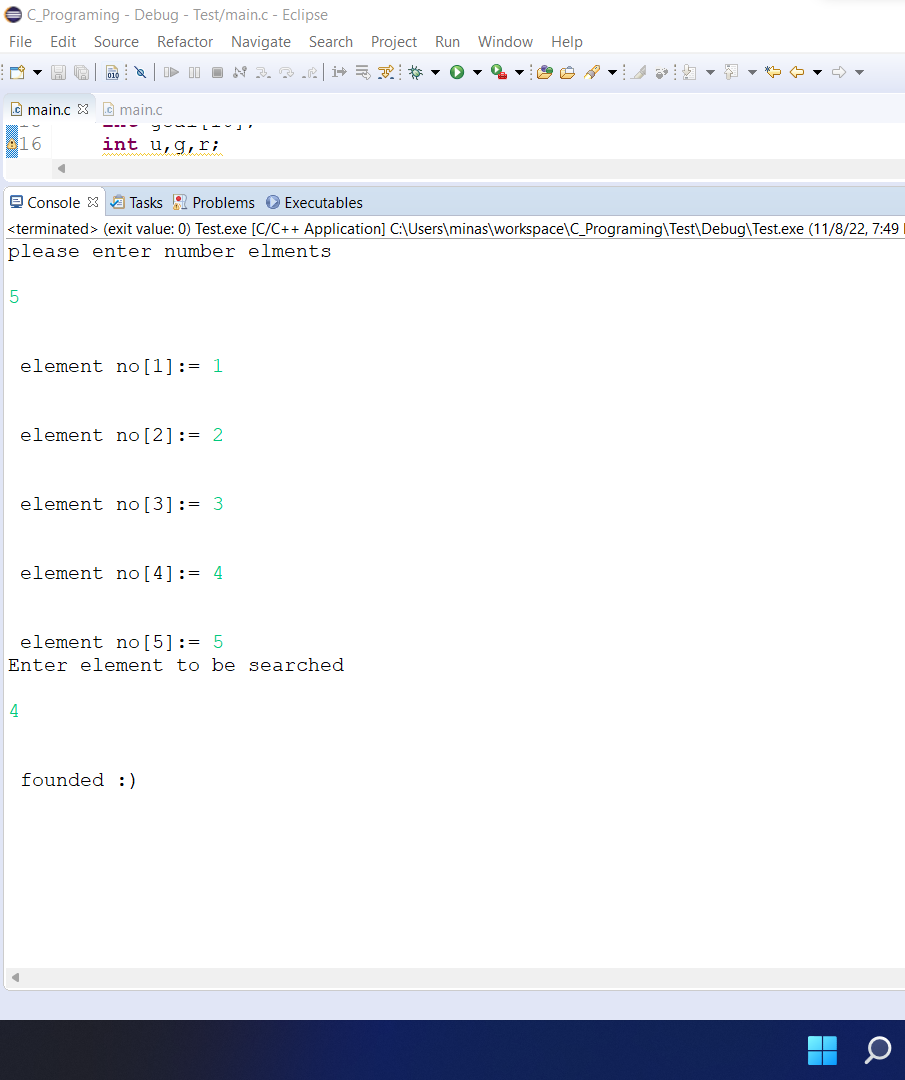 C_Programing - Debug - Test/main.c - Eclipse
File Edit Source Refactor Navigate Search Project Run Window Help
main.c main.c
16 int u,g,r;
Console Tasks Problems Executables
<terminated> (exit value: 0) Test.exe [C/C++ Application] C:\Users\minas\workspace\C_Programing\Test\Debug\Test.exe (11/8/22, 7:49
please enter number elments
5
element no[1]:= 1
element no[2]:= 2
element no[3]:= 3
element no[4]:= 4
element no[5]:= 5
Enter element to be searched
4
founded :)